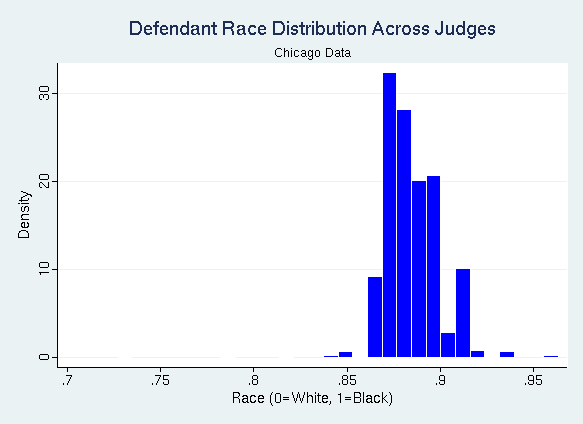 Defendant Race Distribution Across Judges
Chicago Data
Density
30
20
10
0
.7 .75 .8 .85 .9 .95
Race (0=White, 1=Black)